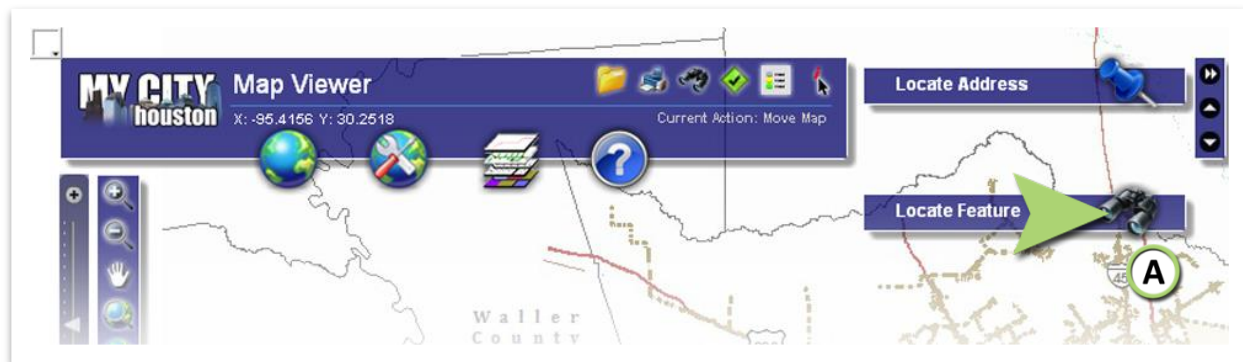 MY CITY
houston
Map Viewer
X: -95.4156 Y: 30.2518
Current Action: Move Map
Locate Address
Locate Feature
A
45
Waller
County